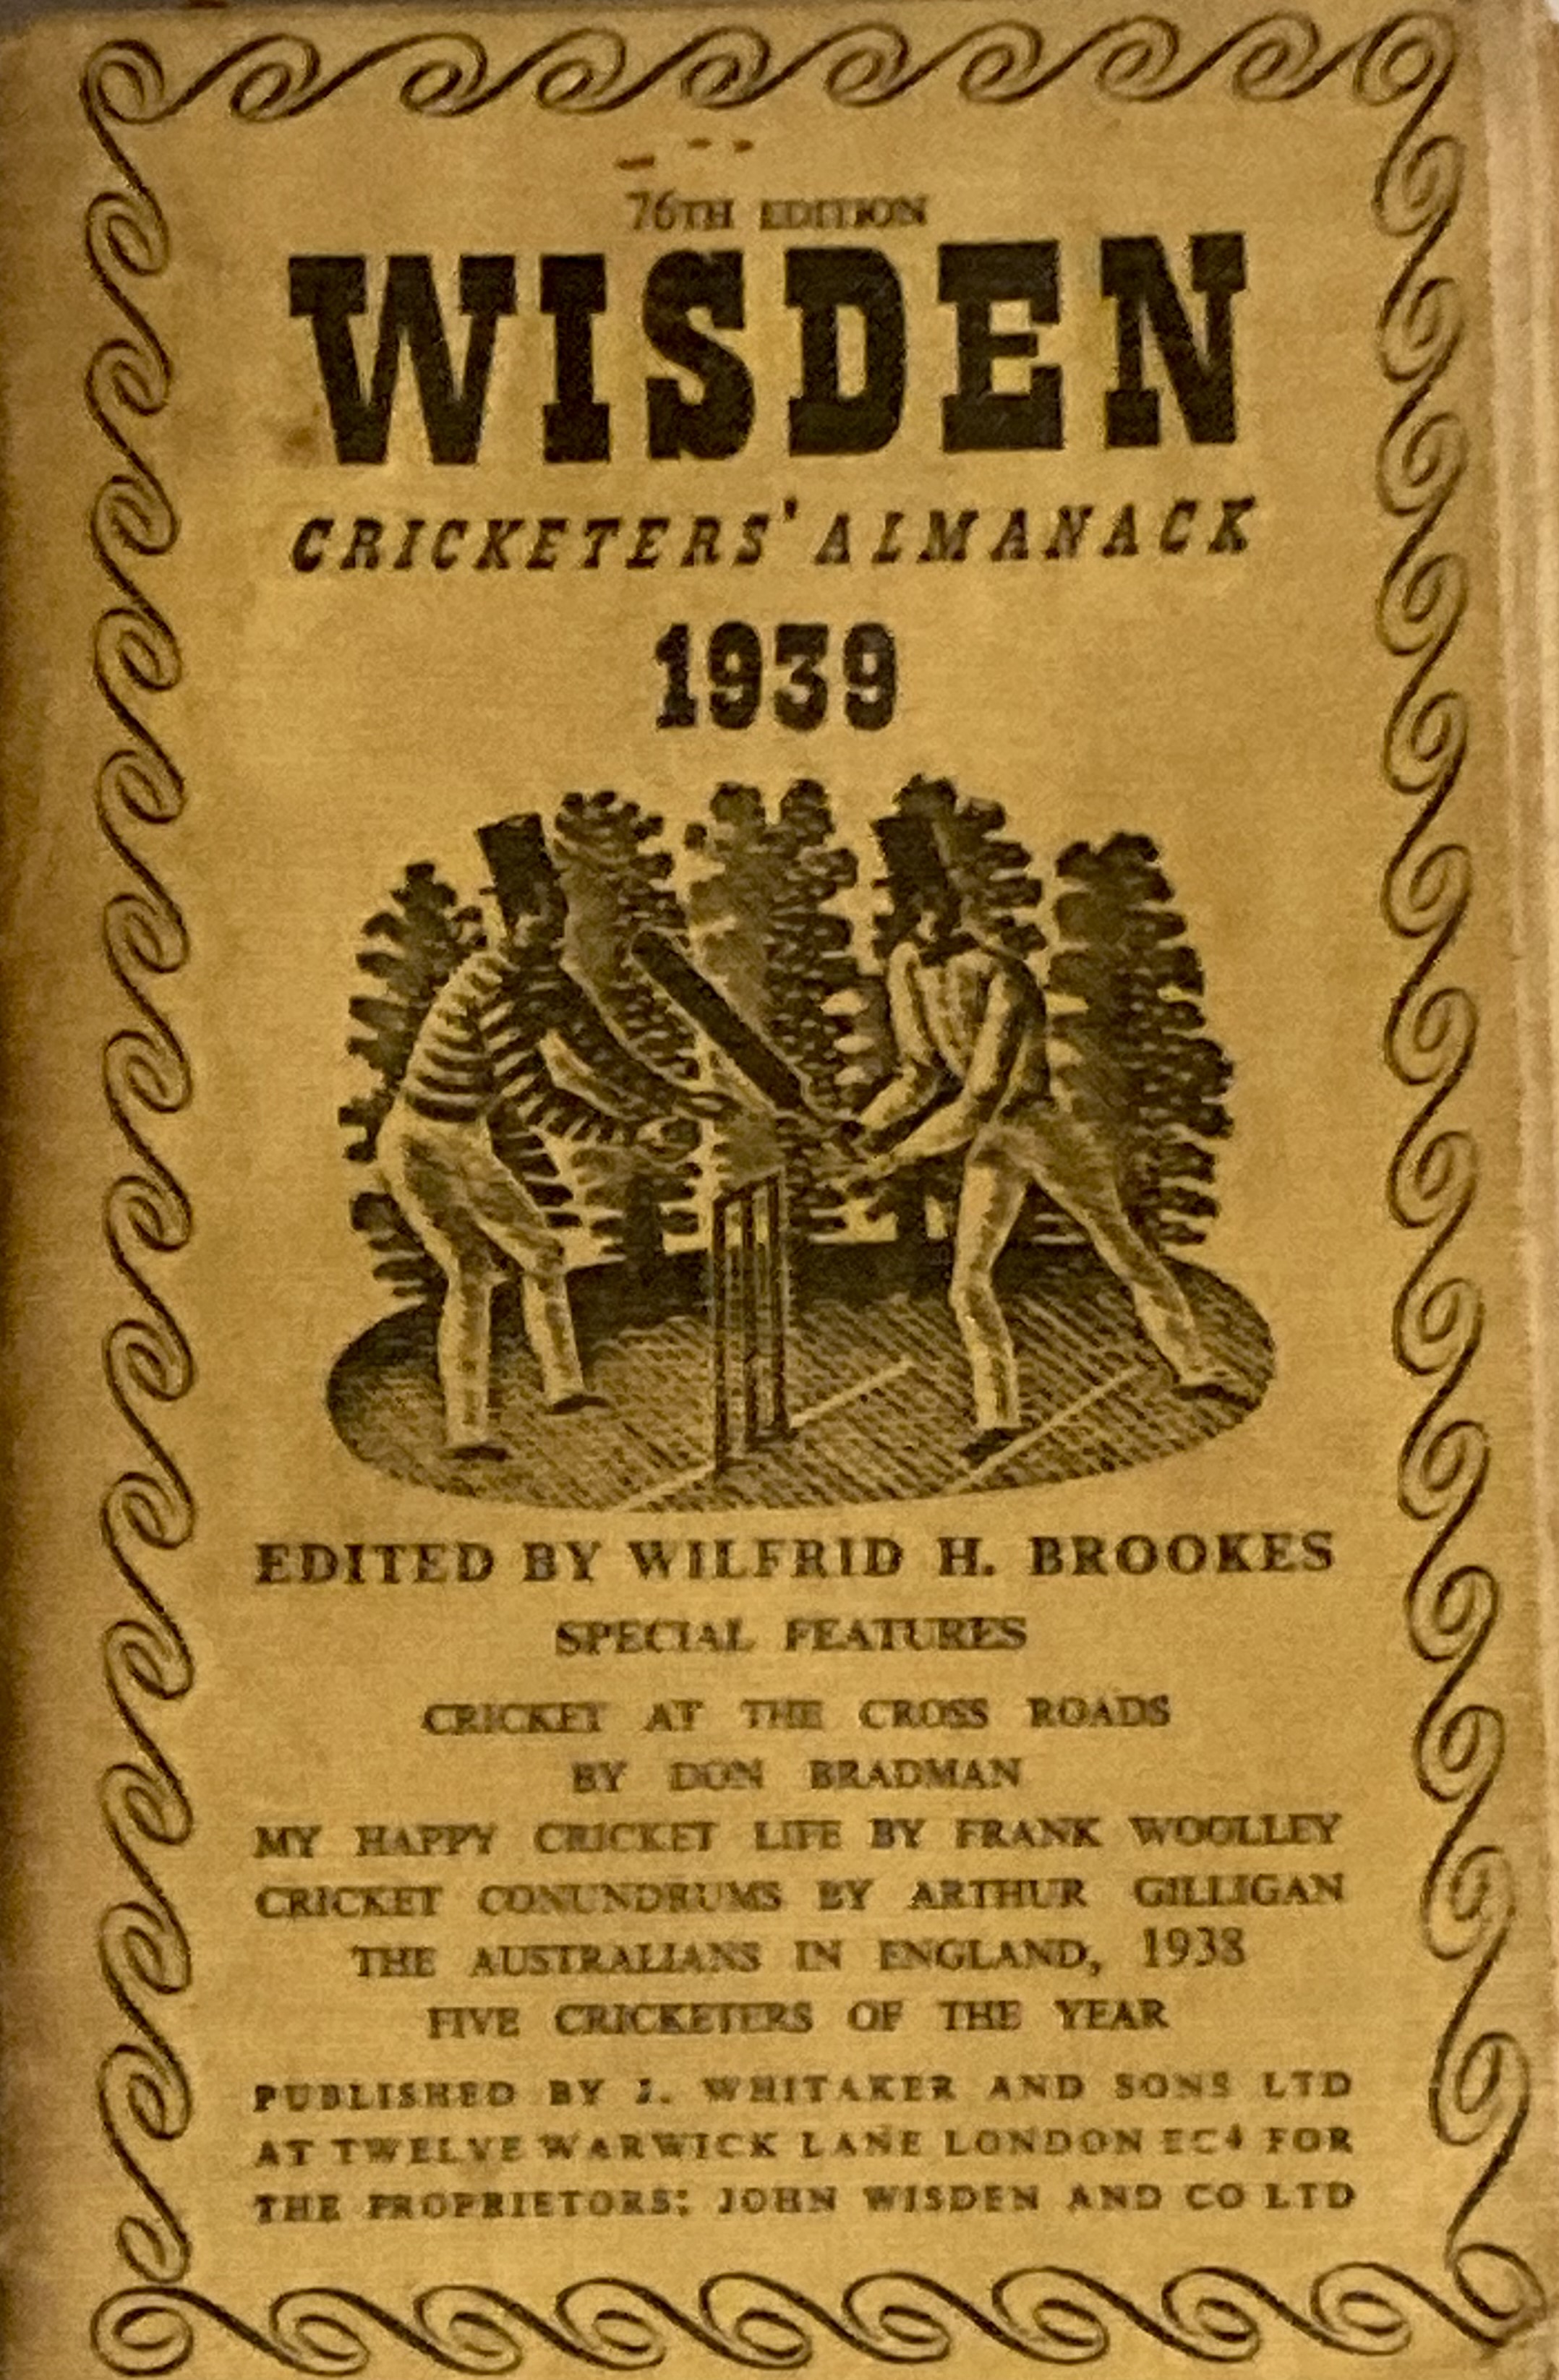 76TH EDITION
WISDEN
CRICKETERS' ALMANACK
1939
EDITED BY WILFRID H. BROOKES
SPECIAL FEATURES
CRICKET AT THE CROSS ROADS
BY DON BRADMAN
MY HAPPY CRICKET LIFE BY FRANK WOOLLEY
CRICKET CONUNDRUMS BY ARTHUR GILLIGAN
THE AUSTRALIANS IN ENGLAND, 1938
FIVE CRICKETERS OF THE YEAR
PUBLISHED BY J. WHITAKER AND SONS LTD
AT TWELVE WARWICK LANE LONDON EC4 FOR
THE PROPRIETORS: JOHN WISDEN AND CO LTD